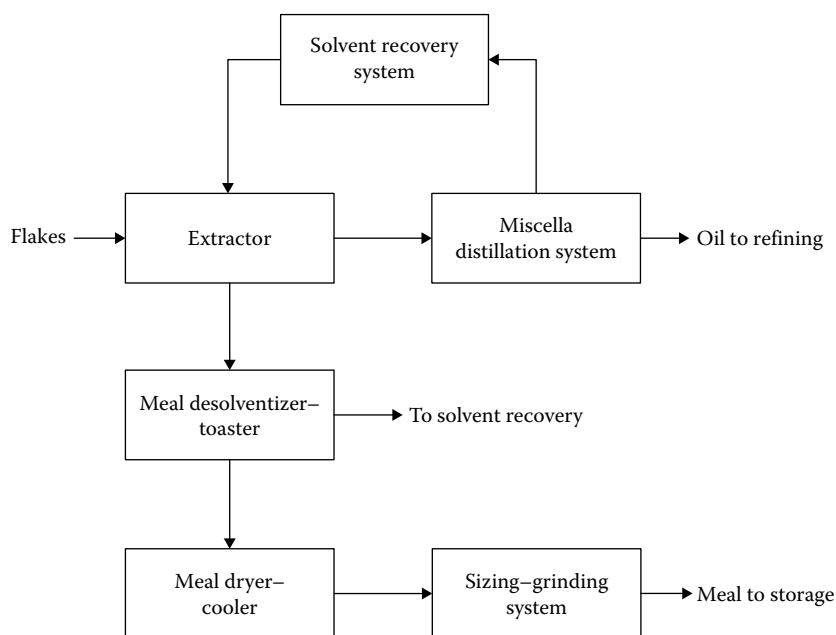 Solvent recovery
system
Flakes
Extractor
Miscella
distillation system
Oil to refining
Meal desolventizer–
toaster
To solvent recovery
Meal dryer–
cooler
Sizing–grinding
system
Meal to storage